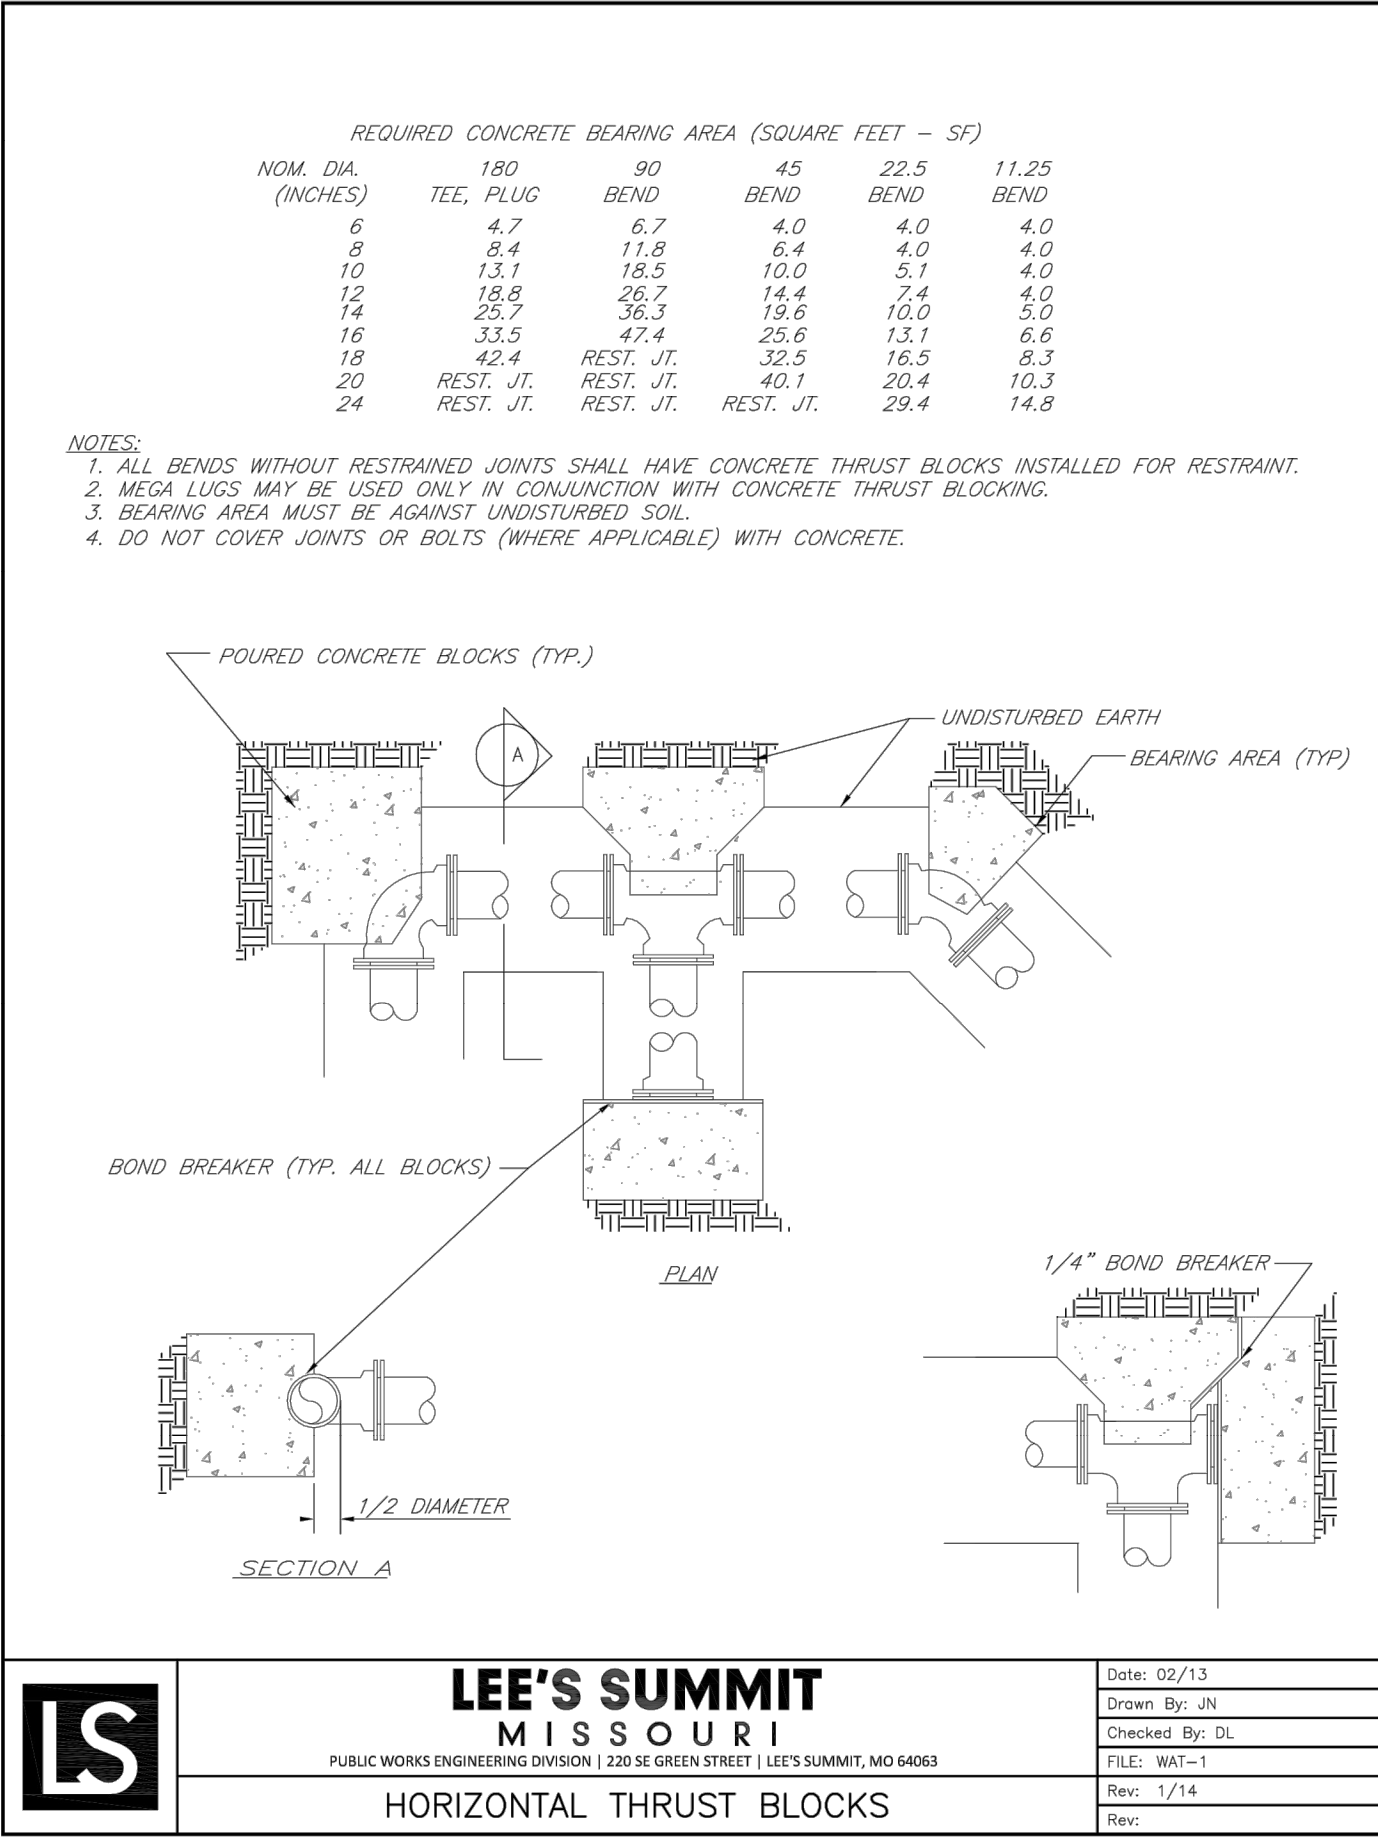 REQUIRED CONCRETE BEARING AREA (SQUARE FEET – SF)
NOM. DIA. 180 90 45 22.5 11.25
(INCHES) TEE, PLUG BEND BEND BEND BEND
6 4.7 6.7 4.0 4.0 4.0
8 8.4 11.8 6.4 4.0 4.0
10 13.1 18.5 10.0 5.1 4.0
12 18.8 26.7 14.4 7.4 4.0
14 25.7 36.3 19.6 10.0 5.0
16 33.5 47.4 25.6 13.1 6.6
18 42.4 REST. JT. 32.5 16.5 8.3
20 REST. JT. REST. JT. 40.1 20.4 10.3
24 REST. JT. REST. JT. REST. JT. 29.4 14.8
NOTES:
1. ALL BENDS WITHOUT RESTRAINED JOINTS SHALL HAVE CONCRETE THRUST BLOCKS INSTALLED FOR RESTRAINT.
2. MEGA LUGS MAY BE USED ONLY IN CONJUNCTION WITH CONCRETE THRUST BLOCKING.
3. BEARING AREA MUST BE AGAINST UNDISTURBED SOIL.
4. DO NOT COVER JOINTS OR BOLTS (WHERE APPLICABLE) WITH CONCRETE.
POURED CONCRETE BLOCKS (TYP.)
UNDISTURBED EARTH
A
BEARING AREA (TYP)
BOND BREAKER (TYP. ALL BLOCKS)
PLAN
1/4" BOND BREAKER
1/2 DIAMETER
SECTION A
LS
LEE'S SUMMIT
MISSOURI
PUBLIC WORKS ENGINEERING DIVISION | 220 SE GREEN STREET | LEE'S SUMMIT, MO 64063
HORIZONTAL THRUST BLOCKS
Date: 02/13
Drawn By: JN
Checked By: DL
FILE: WAT-1
Rev: 1/14
Rev: